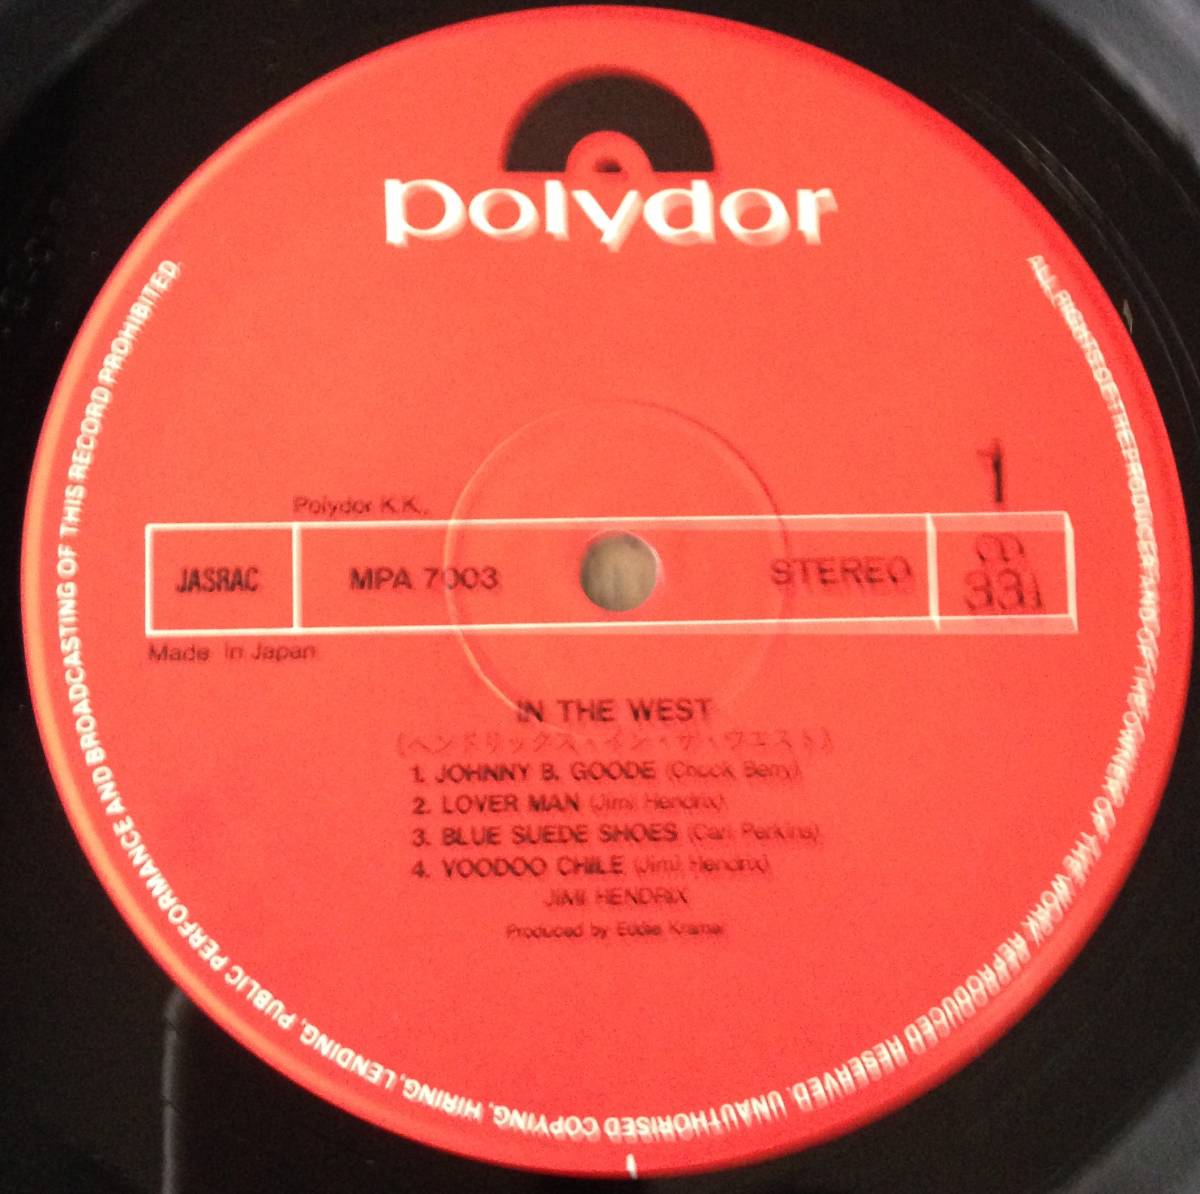 polydor
ALL RIGHTS OF THE PRODUCER AND OF THE OWNER OF THE WORK REPRODUCED RESERVED. UNAUTHORISED COPYING, HIRING, LENDING, PUBLIC PERFORMANCE AND BROADCASTING OF THIS RECORD PROHIBITED.
1
Polydor K.K.,
JASRAC MPA 7003 STEREO 33⅓
Made in Japan
IN THE WEST
(ヘンドリックス・イン・ザ・ウエスト)
1. JOHNNY B. GOODE (Chuck Berry)
2. LOVER MAN (Jimi Hendrix)
3. BLUE SUEDE SHOES (Carl Perkins)
4. VOODOO CHILE (Jimi Hendrix)
JIMI HENDRIX
Produced by Eddie Kramer